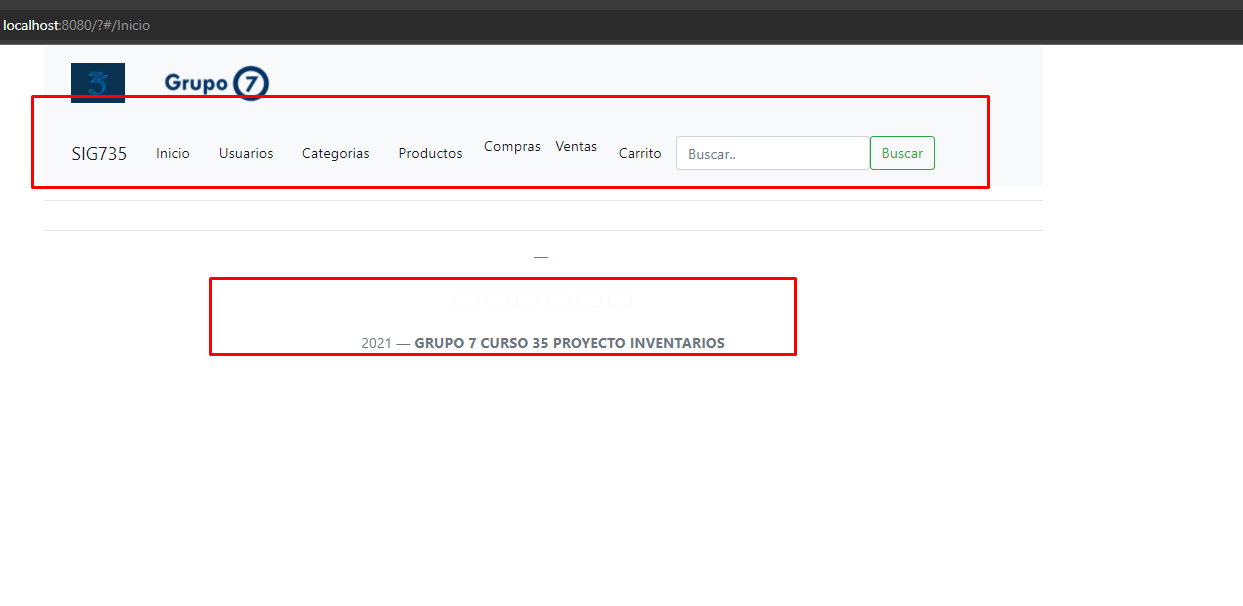 localhost:8080/?#/Inicio
Grupo 7
SIG735 Inicio Usuarios Categorias Productos Compras Ventas Carrito Buscar.. Buscar
—
2021 — GRUPO 7 CURSO 35 PROYECTO INVENTARIOS